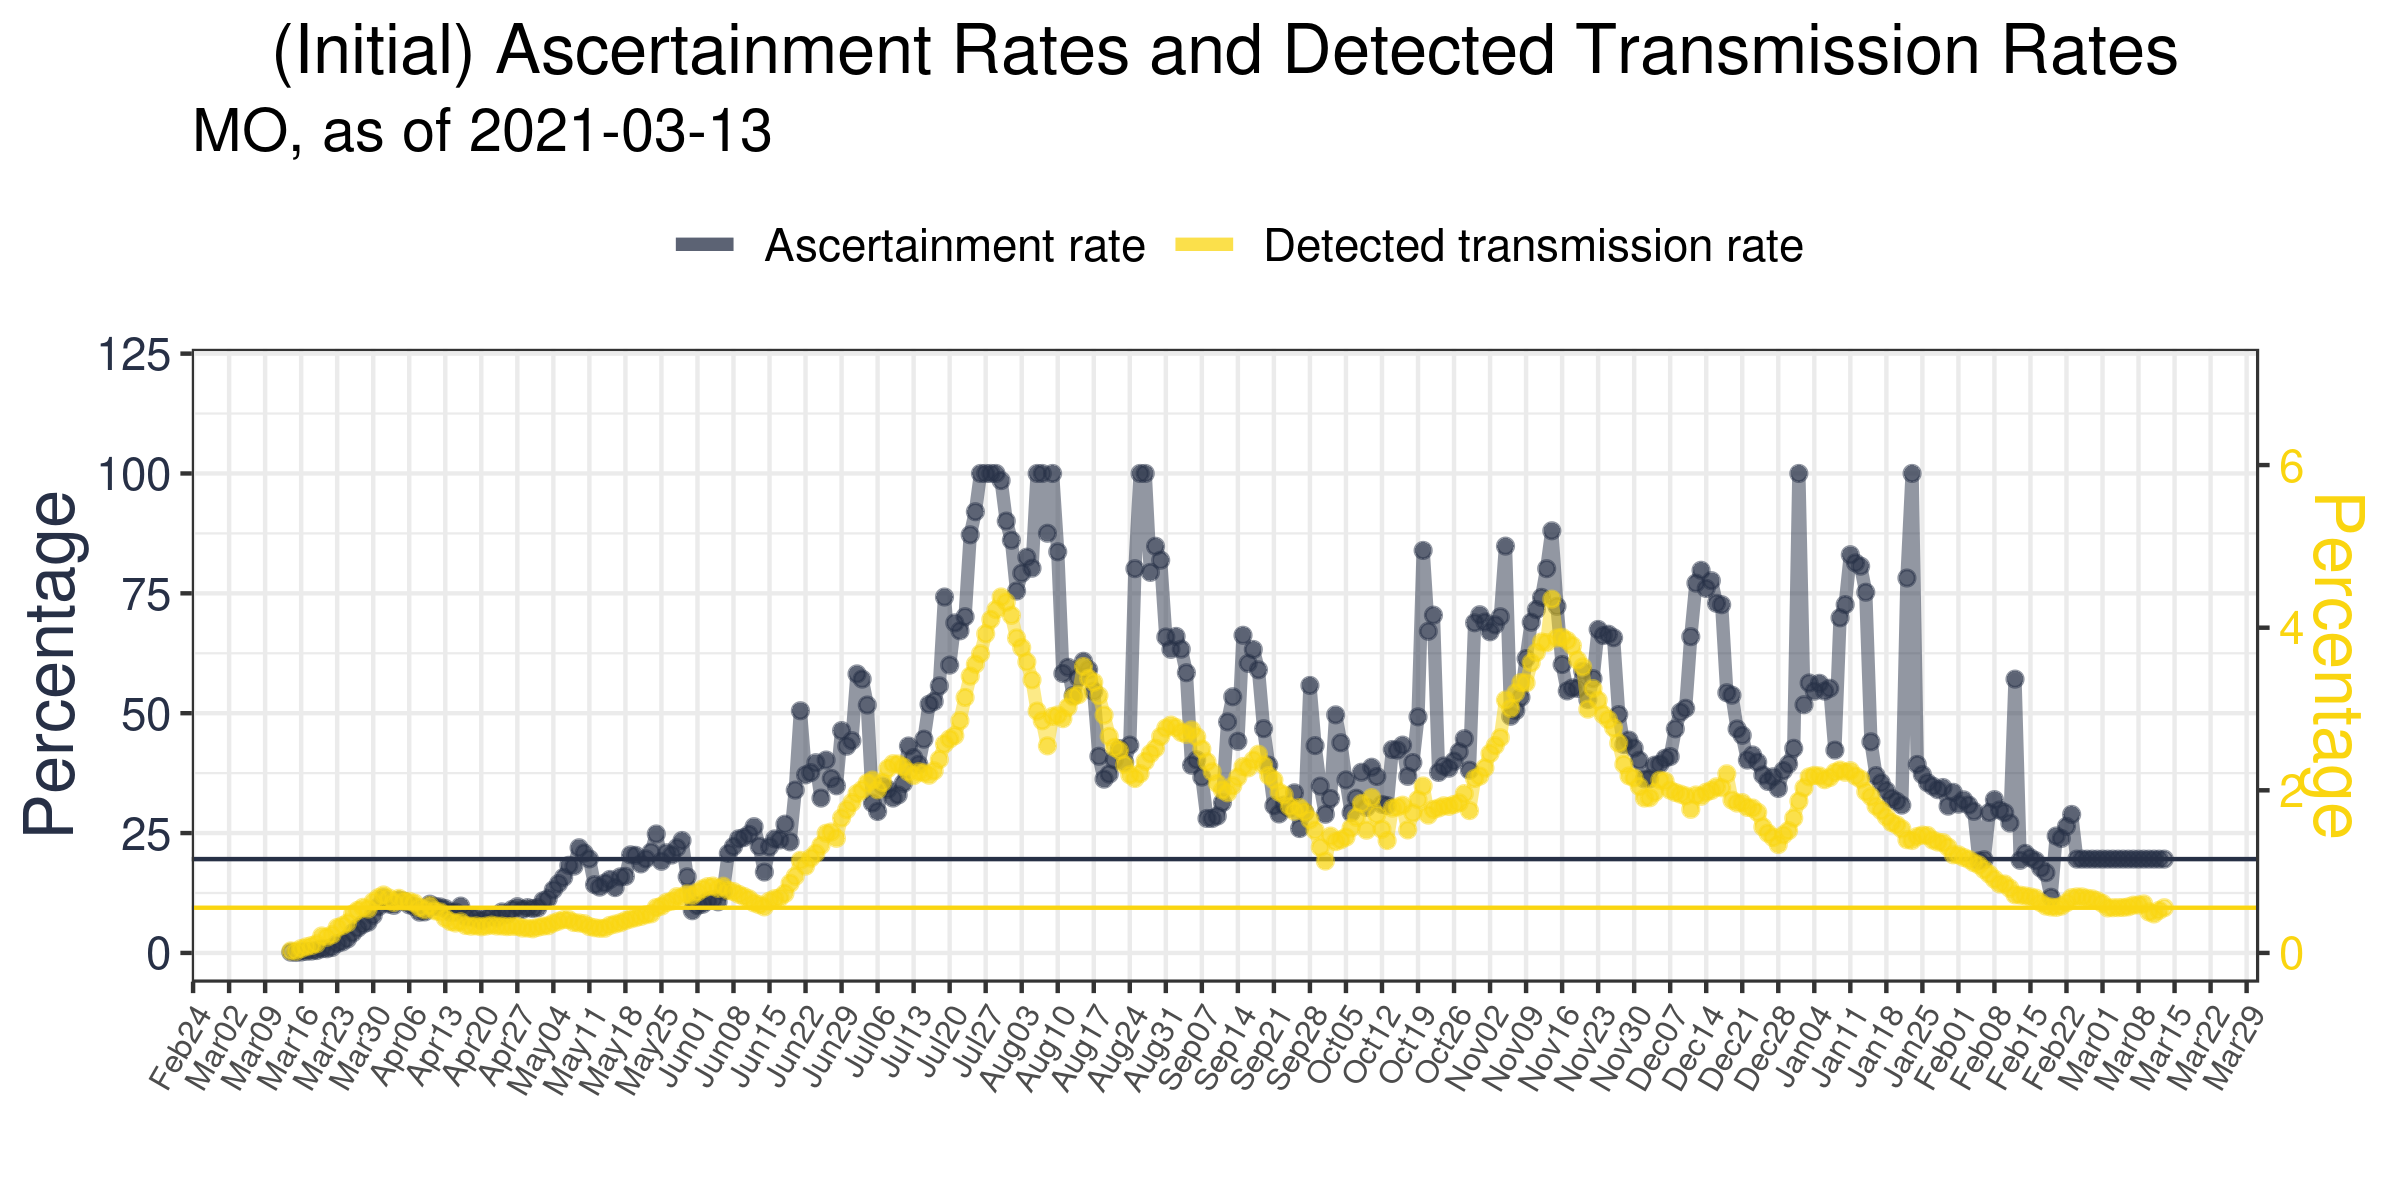 (Initial) Ascertainment Rates and Detected Transmission Rates
MO, as of 2021-03-13
Ascertainment rate
Detected transmission rate
Percentage
125
100
75
50
25
0
6
4
2
0
Percentage
Feb24
Mar02
Mar09
Mar16
Mar23
Mar30
Apr06
Apr13
Apr20
Apr27
May04
May11
May18
May25
Jun01
Jun08
Jun15
Jun22
Jun29
Jul06
Jul13
Jul20
Jul27
Aug03
Aug10
Aug17
Aug24
Aug31
Sep07
Sep14
Sep21
Sep28
Oct05
Oct12
Oct19
Oct26
Nov02
Nov09
Nov16
Nov23
Nov30
Dec07
Dec14
Dec21
Dec28
Jan04
Jan11
Jan18
Jan25
Feb01
Feb08
Feb15
Feb22
Mar01
Mar08
Mar15
Mar22
Mar29